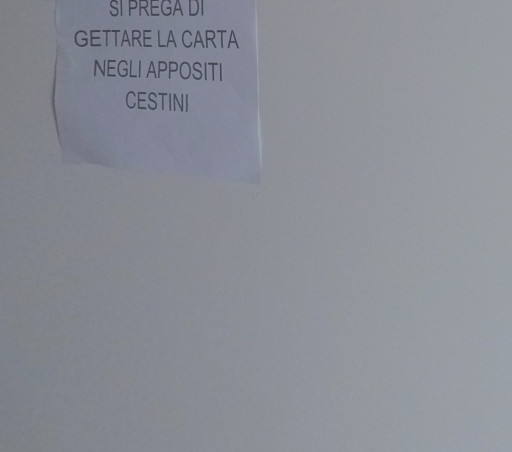 SI PREGA DI
GETTARE LA CARTA
NEGLI APPOSITI
CESTINI